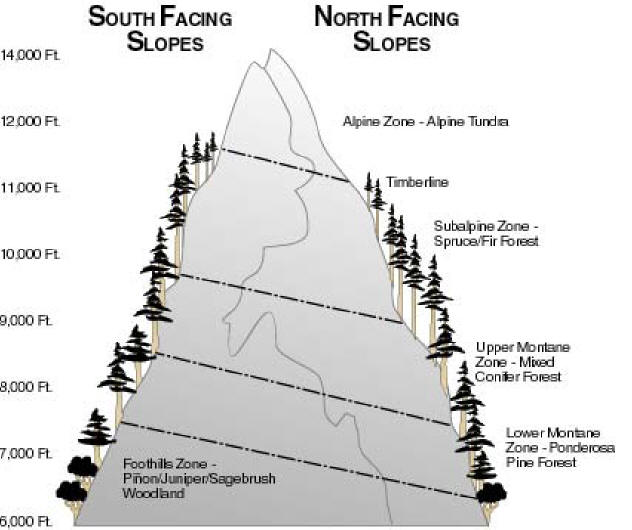 SOUTH FACING
SLOPES
NORTH FACING
SLOPES
14,000 Ft.
12,000 Ft.
Alpine Zone - Alpine Tundra
11,000 Ft.
Timberline
Subalpine Zone -
Spruce/Fir Forest
10,000 Ft.
9,000 Ft.
Upper Montane
Zone - Mixed
Conifer Forest
8,000 Ft.
Lower Montane
Zone - Ponderosa
Pine Forest
7,000 Ft.
Foothills Zone -
Piñon/Juniper/Sagebrush
Woodland
6,000 Ft.